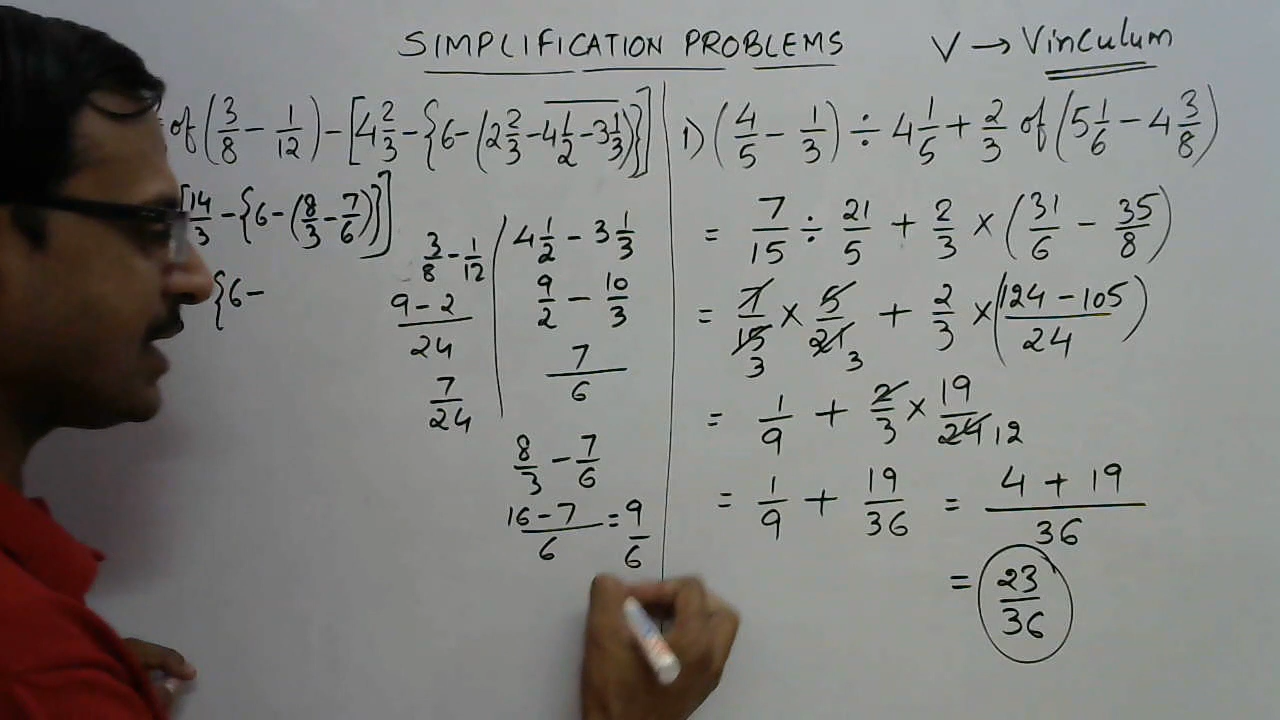 SIMPLIFICATION PROBLEMS
V → Vinculum
of (3/8 - 1/12) - [4 2/3 - {6 - (2 2/3 - 4 1/2 - 3 1/3)}]
[14/3 - {6 - (8/3 - 7/6)}]
{6 -
3/8 - 1/12
9 - 2/24
7/24
4 1/2 - 3 1/3
9/2 - 10/3
7/6
8/3 - 7/6
16 - 7/6 = 9/6
1) (4/5 - 1/3) ÷ 4 1/5 + 2/3 of (5 1/6 - 4 3/8)
= 7/15 ÷ 21/5 + 2/3 × (31/6 - 35/8)
= 7/15 × 5/21 + 2/3 × (124 - 105/24)
3 3
= 1/9 + 2/3 × 19/24 12
= 1/9 + 19/36 = 4 + 19/36
= 23/36